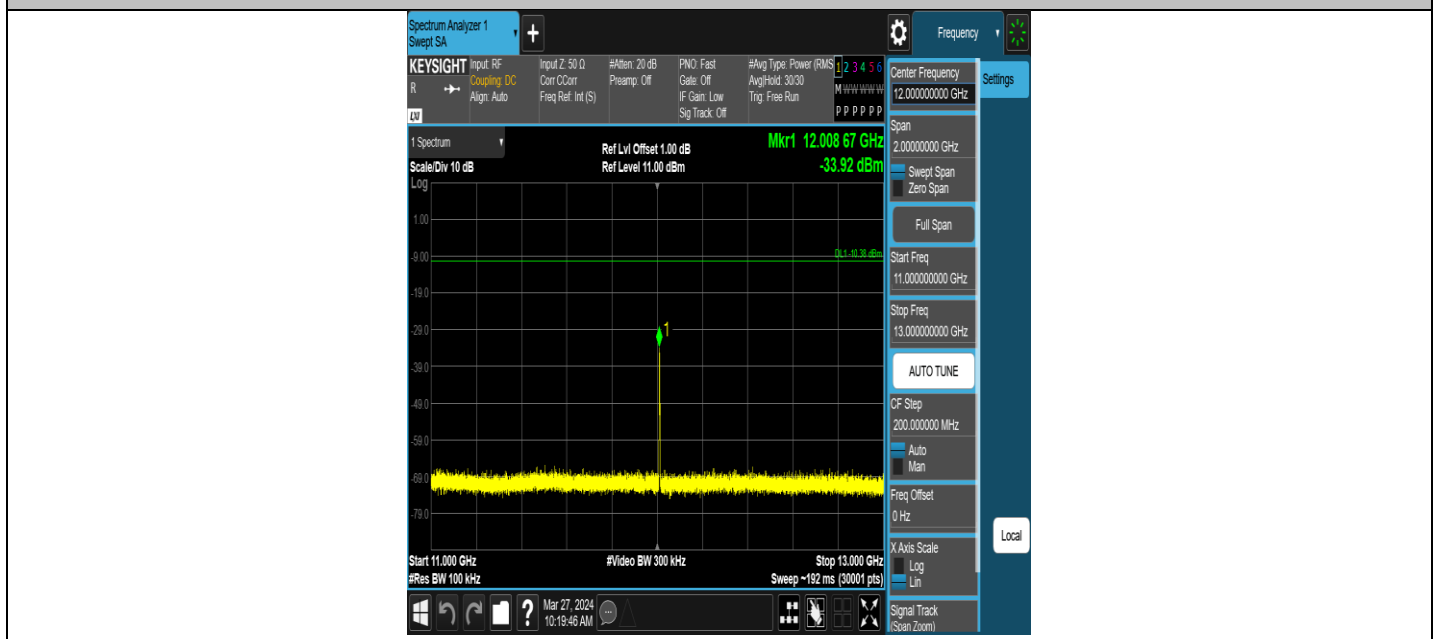 Spectrum Analyzer 1
Swept SA
+
Frequency
KEYSIGHT
R
LXI
Input: RF
Coupling: DC
Align: Auto
Input Z: 50 Ω
Corr CCorr
Freq Ref: Int (S)
#Atten: 20 dB
Preamp: Off
PNO: Fast
Gate: Off
IF Gain: Low
Sig Track: Off
#Avg Type: Power (RMS
Avg|Hold: 30/30
Trig: Free Run
1 2 3 4 5 6
M W W W W W
P P P P P P
1 Spectrum
Scale/Div 10 dB
Log
Ref Lvl Offset 1.00 dB
Ref Level 11.00 dBm
Mkr1 12.008 67 GHz
-33.92 dBm
1.00
-9.00
DL1 -10.38 dBm
-19.0
-29.0
1
-39.0
-49.0
-59.0
-69.0
-79.0
Start 11.000 GHz
#Res BW 100 kHz
#Video BW 300 kHz
Stop 13.000 GHz
Sweep ~192 ms (30001 pts)
?
Mar 27, 2024
10:19:46 AM
Center Frequency
12.000000000 GHz
Settings
Span
2.00000000 GHz
Swept Span
Zero Span
Full Span
Start Freq
11.000000000 GHz
Stop Freq
13.000000000 GHz
AUTO TUNE
CF Step
200.000000 MHz
Auto
Man
Freq Offset
0 Hz
X Axis Scale
Log
Lin
Local
Signal Track
(Span Zoom)